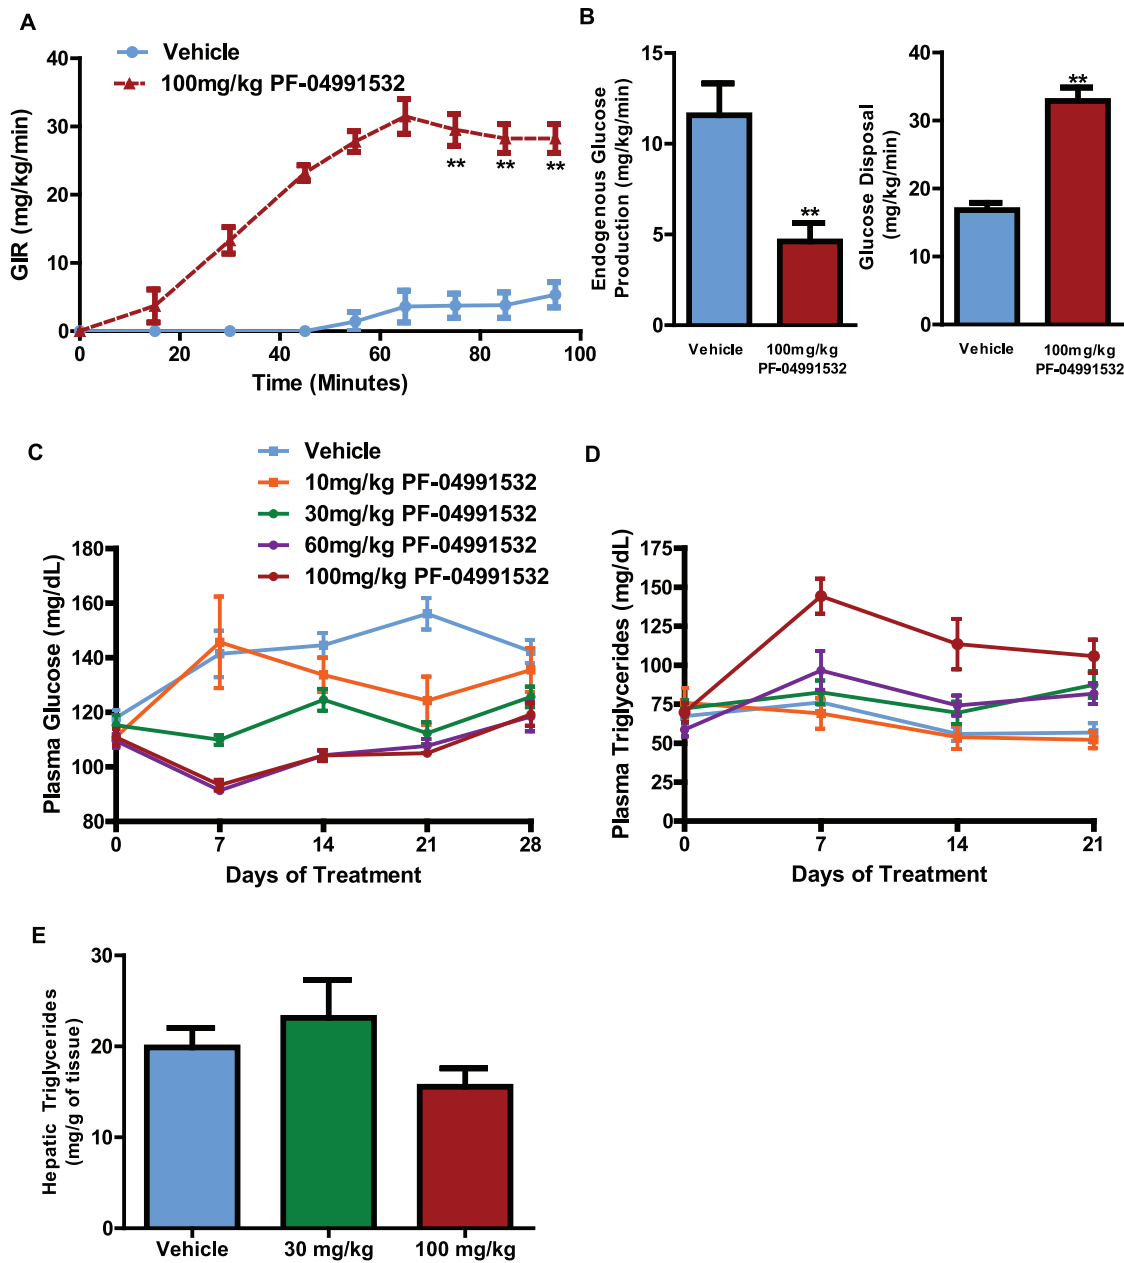 A
Vehicle
100mg/kg PF-04991532
GIR (mg/kg/min)
40
30
20
10
0
**
**
**
0
20
40
60
80
100
Time (Minutes)
B
Endogenous Glucose
Production (mg/kg/min)
15
10
5
0
**
Vehicle
100mg/kg
PF-04991532
Glucose Disposal
(mg/kg/min)
40
30
20
10
0
**
Vehicle
100mg/kg
PF-04991532
C
Vehicle
10mg/kg PF-04991532
30mg/kg PF-04991532
60mg/kg PF-04991532
100mg/kg PF-04991532
Plasma Glucose (mg/dL)
180
160
140
120
100
80
0
7
14
21
28
Days of Treatment
D
Plasma Triglycerides (mg/dL)
175
150
125
100
75
50
25
0
0
7
14
21
Days of Treatment
E
Hepatic Triglycerides
(mg/g of tissue)
30
20
10
0
Vehicle
30 mg/kg
100 mg/kg